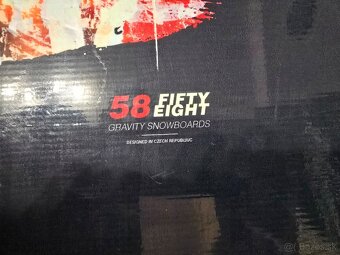 58 FIFTY
EIGHT
GRAVITY SNOWBOARDS
DESIGNED IN CZECH REPUBLIC